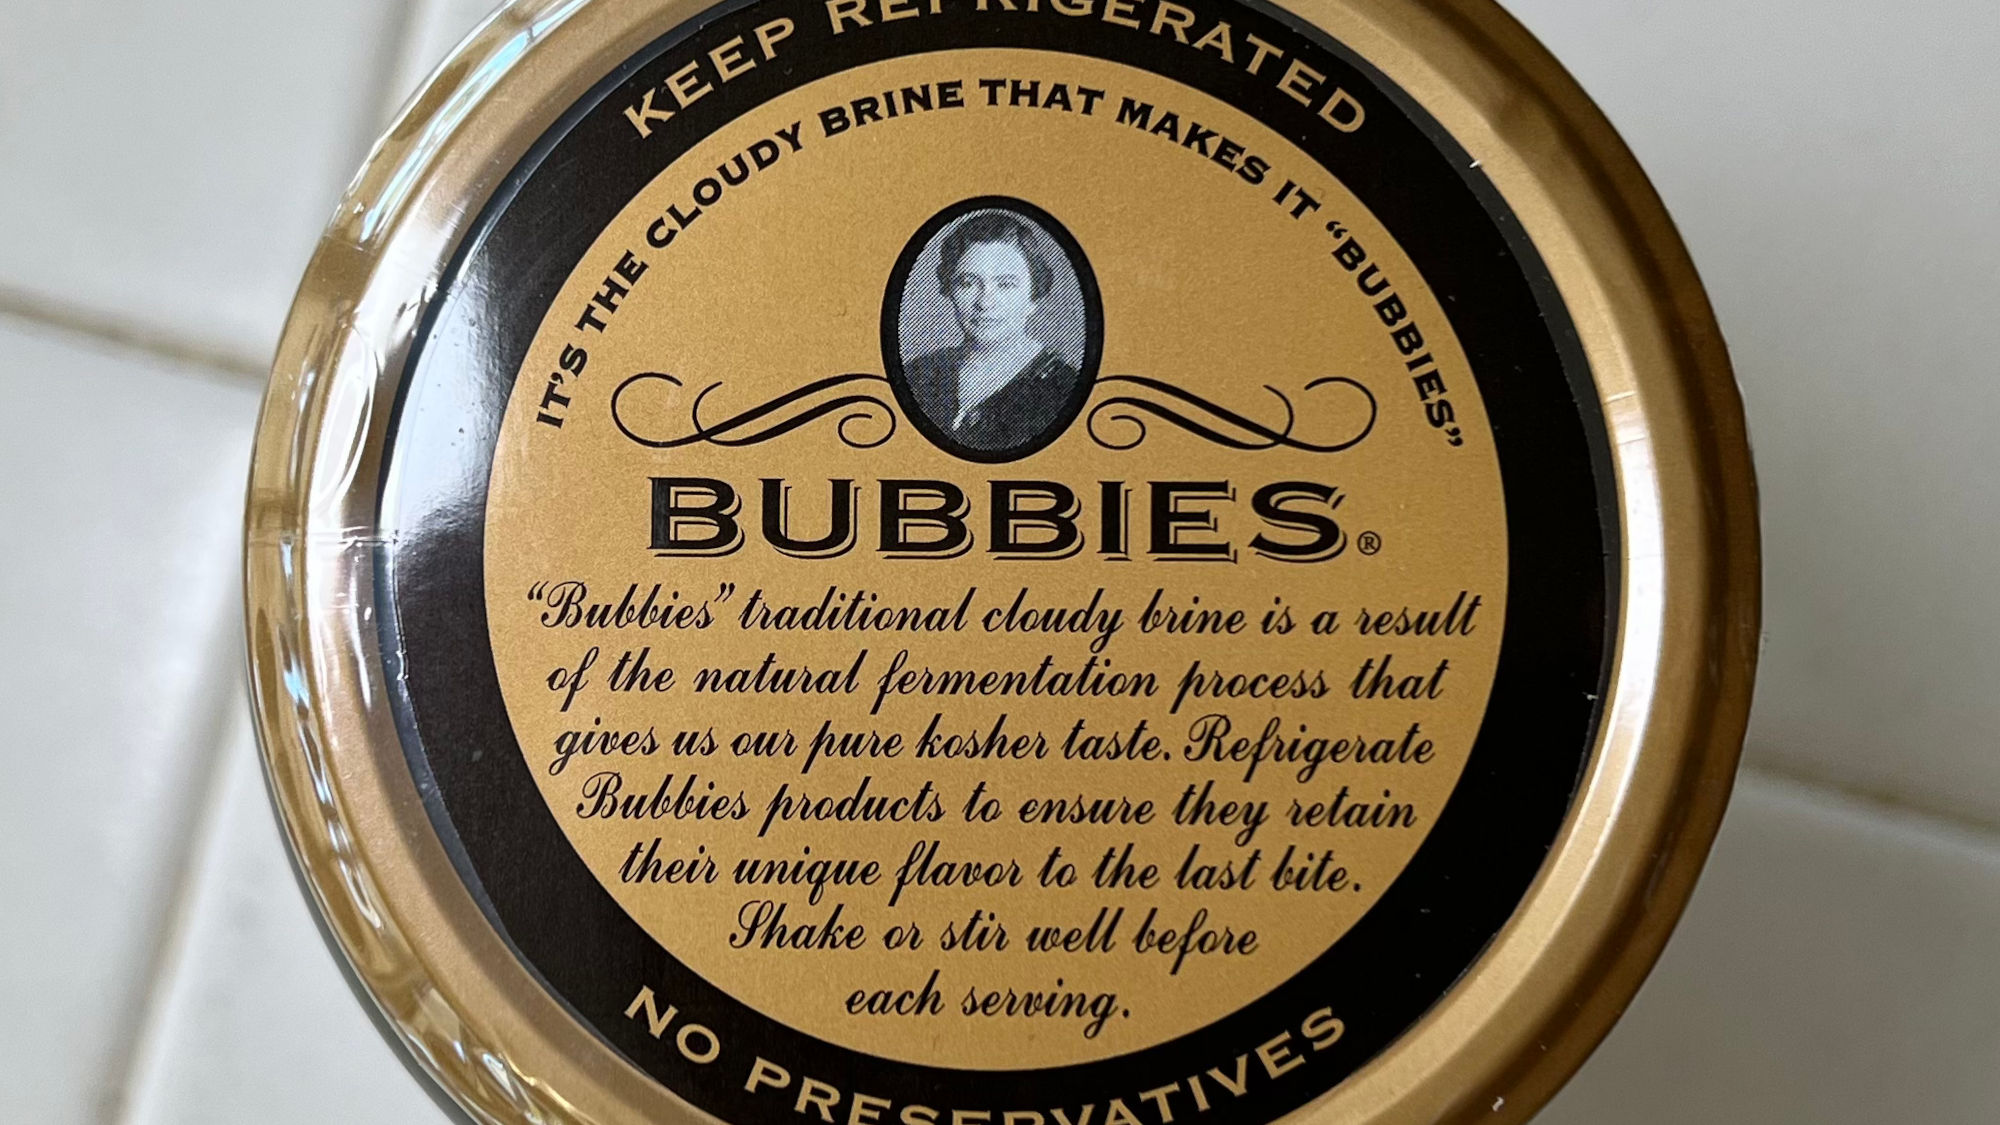 KEEP REFRIGERATED
IT'S THE CLOUDY BRINE THAT MAKES IT “BUBBIES”
BUBBIES®
“Bubbies” traditional cloudy brine is a result
of the natural fermentation process that
gives us our pure kosher taste. Refrigerate
Bubbies products to ensure they retain
their unique flavor to the last bite.
Shake or stir well before
each serving.
NO PRESERVATIVES